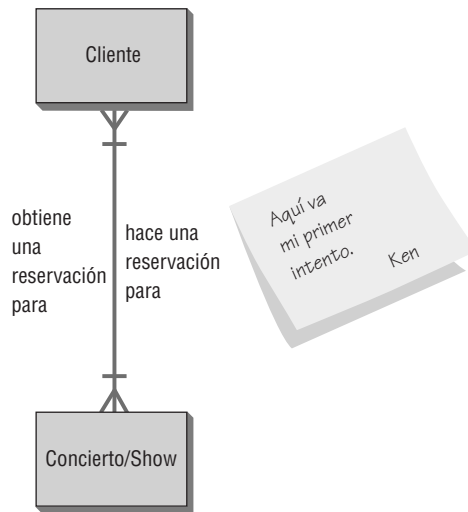 Cliente
obtiene
una
reservación
para
hace una
reservación
para
Aquí va
mi primer
intento.
Ken
Concierto/Show